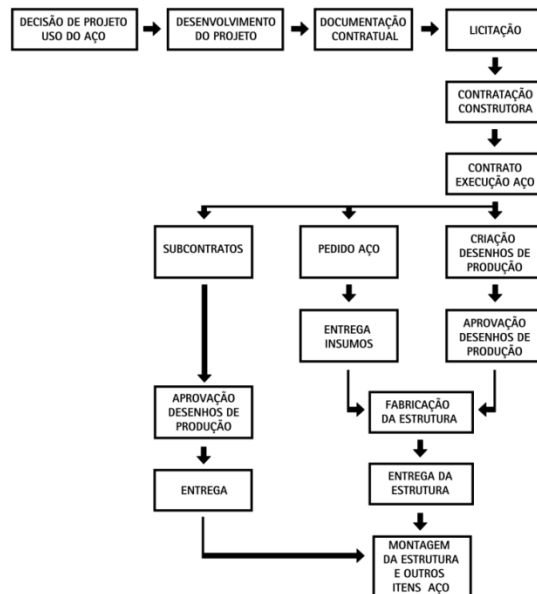 DECISÃO DE PROJETO
USO DO AÇO
DESENVOLVIMENTO
DO PROJETO
DOCUMENTAÇÃO
CONTRATUAL
LICITAÇÃO
CONTRATAÇÃO
CONSTRUTORA
CONTRATO
EXECUÇÃO AÇO
SUBCONTRATOS
PEDIDO AÇO
CRIAÇÃO
DESENHOS DE
PRODUÇÃO
ENTREGA
INSUMOS
APROVAÇÃO
DESENHOS DE
PRODUÇÃO
APROVAÇÃO
DESENHOS DE
PRODUÇÃO
FABRICAÇÃO
DA ESTRUTURA
ENTREGA
ENTREGA DA
ESTRUTURA
MONTAGEM
DA ESTRUTURA
E OUTROS
ITENS AÇO